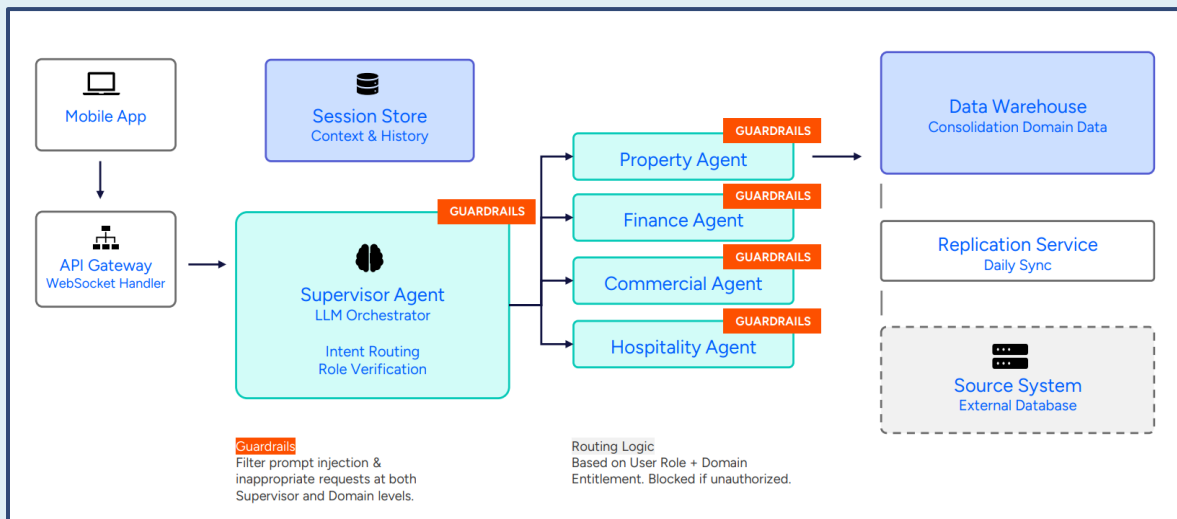 Mobile App
API Gateway
WebSocket Handler
Session Store
Context & History
GUARDRAILS
Supervisor Agent
LLM Orchestrator
Intent Routing
Role Verification
GUARDRAILS
Property Agent
GUARDRAILS
Finance Agent
GUARDRAILS
Commercial Agent
GUARDRAILS
Hospitality Agent
Data Warehouse
Consolidation Domain Data
Replication Service
Daily Sync
Source System
External Database
Guardrails
Filter prompt injection &
inappropriate requests at both
Supervisor and Domain levels.
Routing Logic
Based on User Role + Domain
Entitlement. Blocked if unauthorized.